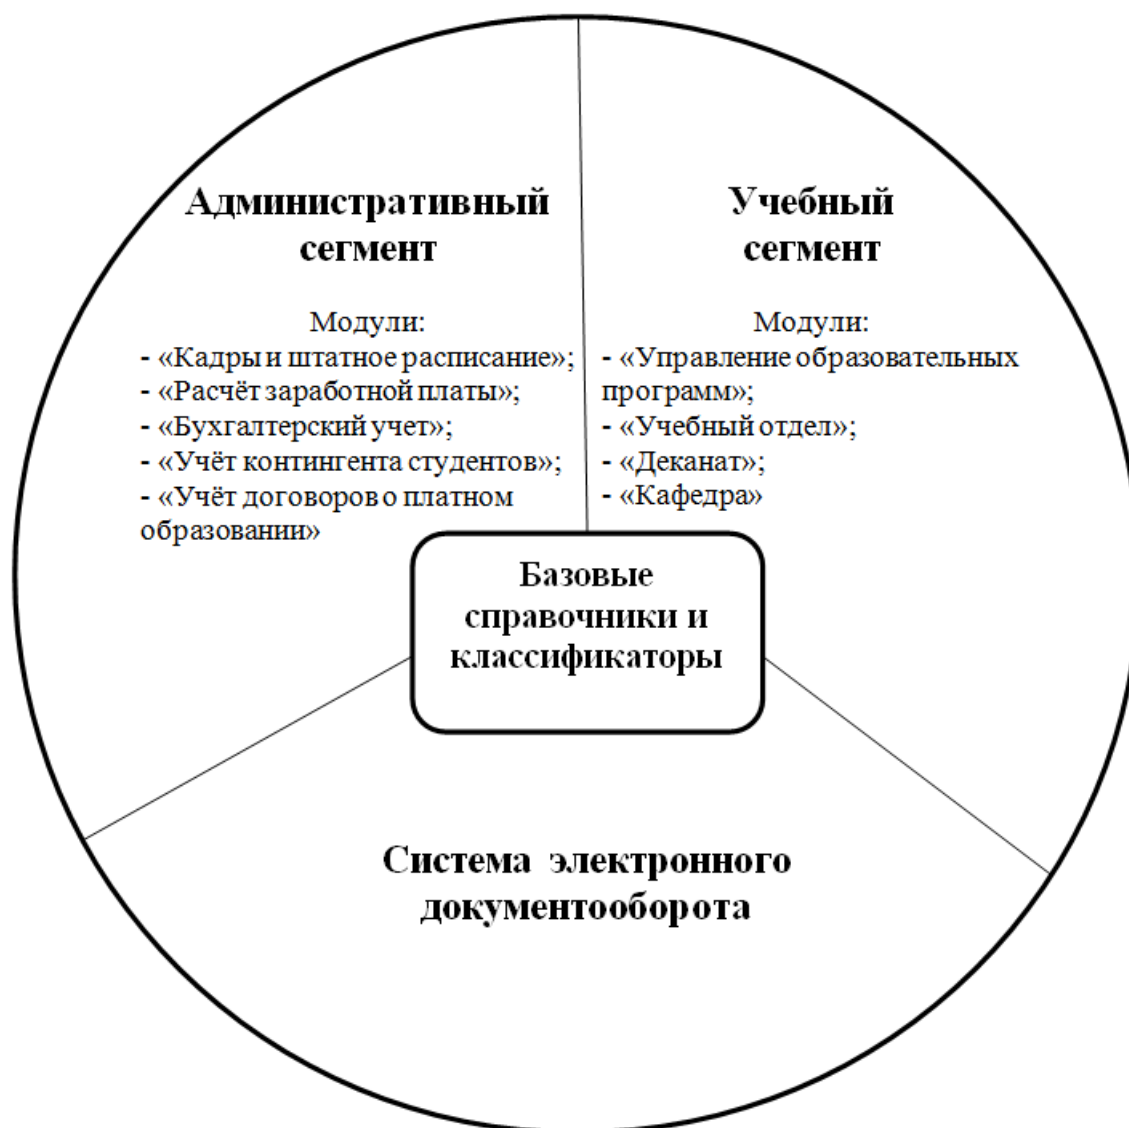 Административный
сегмент
Модули:
- «Кадры и штатное расписание»;
- «Расчёт заработной платы»;
- «Бухгалтерский учет»;
- «Учёт контингента студентов»;
- «Учёт договоров о платном
образовании»
Учебный
сегмент
Модули:
- «Управление образовательных
программ»;
- «Учебный отдел»;
- «Деканат»;
- «Кафедра»
Базовые
справочники и
классификаторы
Система электронного
документооборота